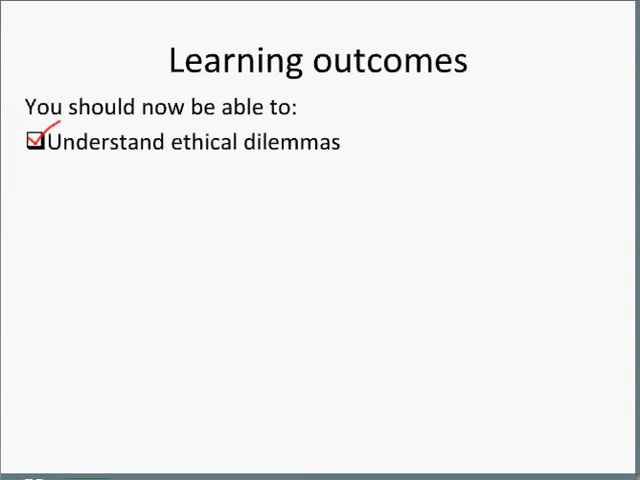 Learning outcomes
You should now be able to:
Understand ethical dilemmas